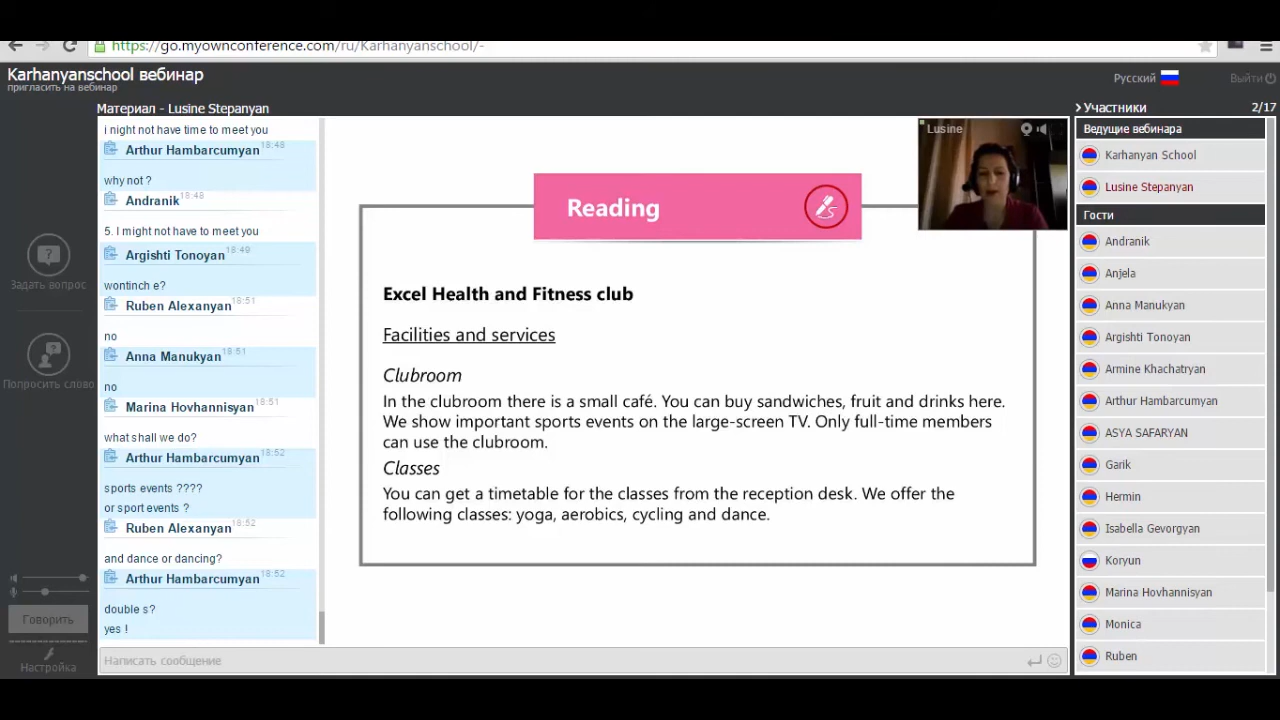 https://go.myownconference.com/ru/Karhanyanschool/-
Karhanyanschool вебинар
пригласить на вебинар
Русский
Выйти
Материал - Lusine Stepanyan
i night not have time to meet you
Arthur Hambarcumyan 18:48
why not ?
Andranik 18:48
5. I might not have to meet you
Argishti Tonoyan 18:49
wontinch e?
Ruben Alexanyan 18:51
no
Anna Manukyan 18:51
no
Marina Hovhannisyan 18:51
what shall we do?
Arthur Hambarcumyan 18:52
sports events ????
or sport events ?
Ruben Alexanyan 18:52
and dance or dancing?
Arthur Hambarcumyan 18:52
double s?
yes !
Написать сообщение
Задать вопрос
Попросить слово
Говорить
Настройка
Reading
Excel Health and Fitness club
Facilities and services
Clubroom
In the clubroom there is a small café. You can buy sandwiches, fruit and drinks here.
We show important sports events on the large-screen TV. Only full-time members
can use the clubroom.
Classes
You can get a timetable for the classes from the reception desk. We offer the
following classes: yoga, aerobics, cycling and dance.
Lusine
Участники 2/17
Ведущие вебинара
Karhanyan School
Lusine Stepanyan
Гости
Andranik
Anjela
Anna Manukyan
Argishti Tonoyan
Armine Khachatryan
Arthur Hambarcumyan
ASYA SAFARYAN
Garik
Hermin
Isabella Gevorgyan
Koryun
Marina Hovhannisyan
Monica
Ruben